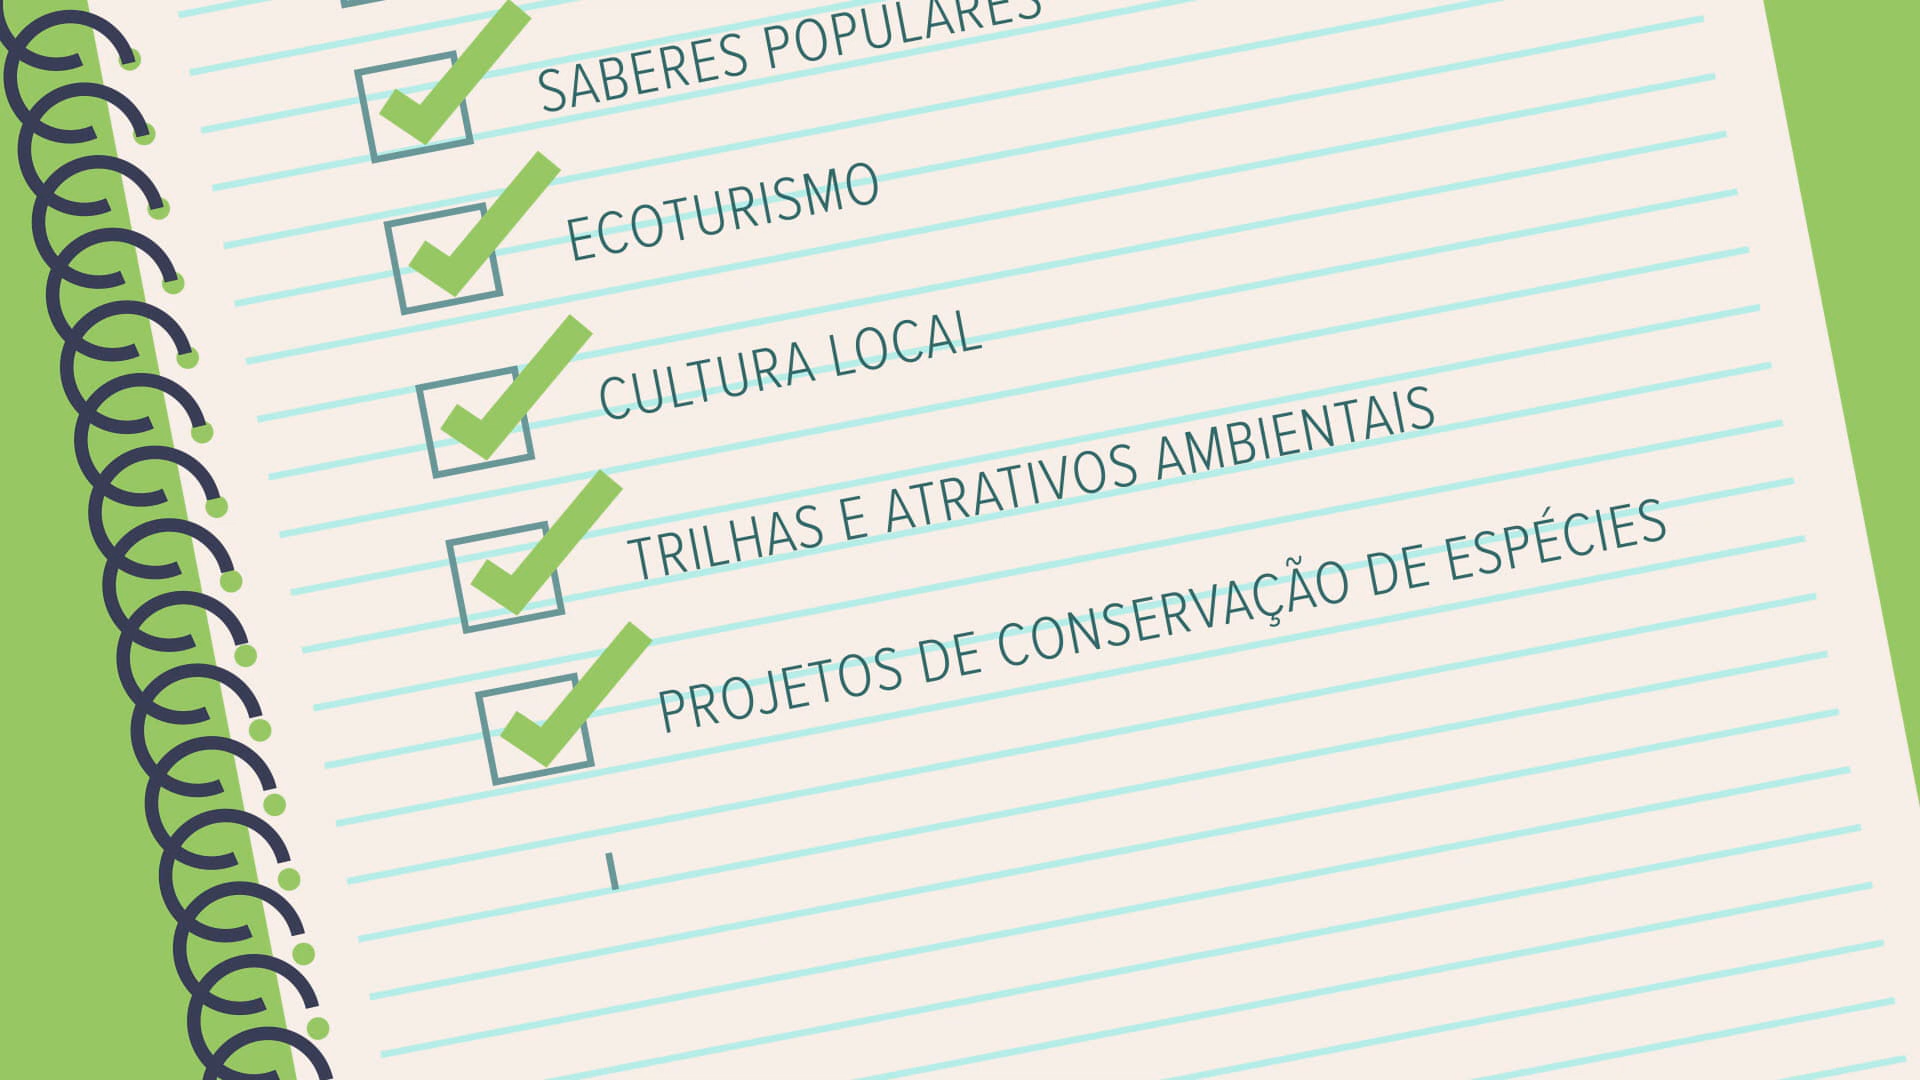 SABERES POPULARES
ECOTURISMO
CULTURA LOCAL
TRILHAS E ATRATIVOS AMBIENTAIS
PROJETOS DE CONSERVAÇÃO DE ESPÉCIES